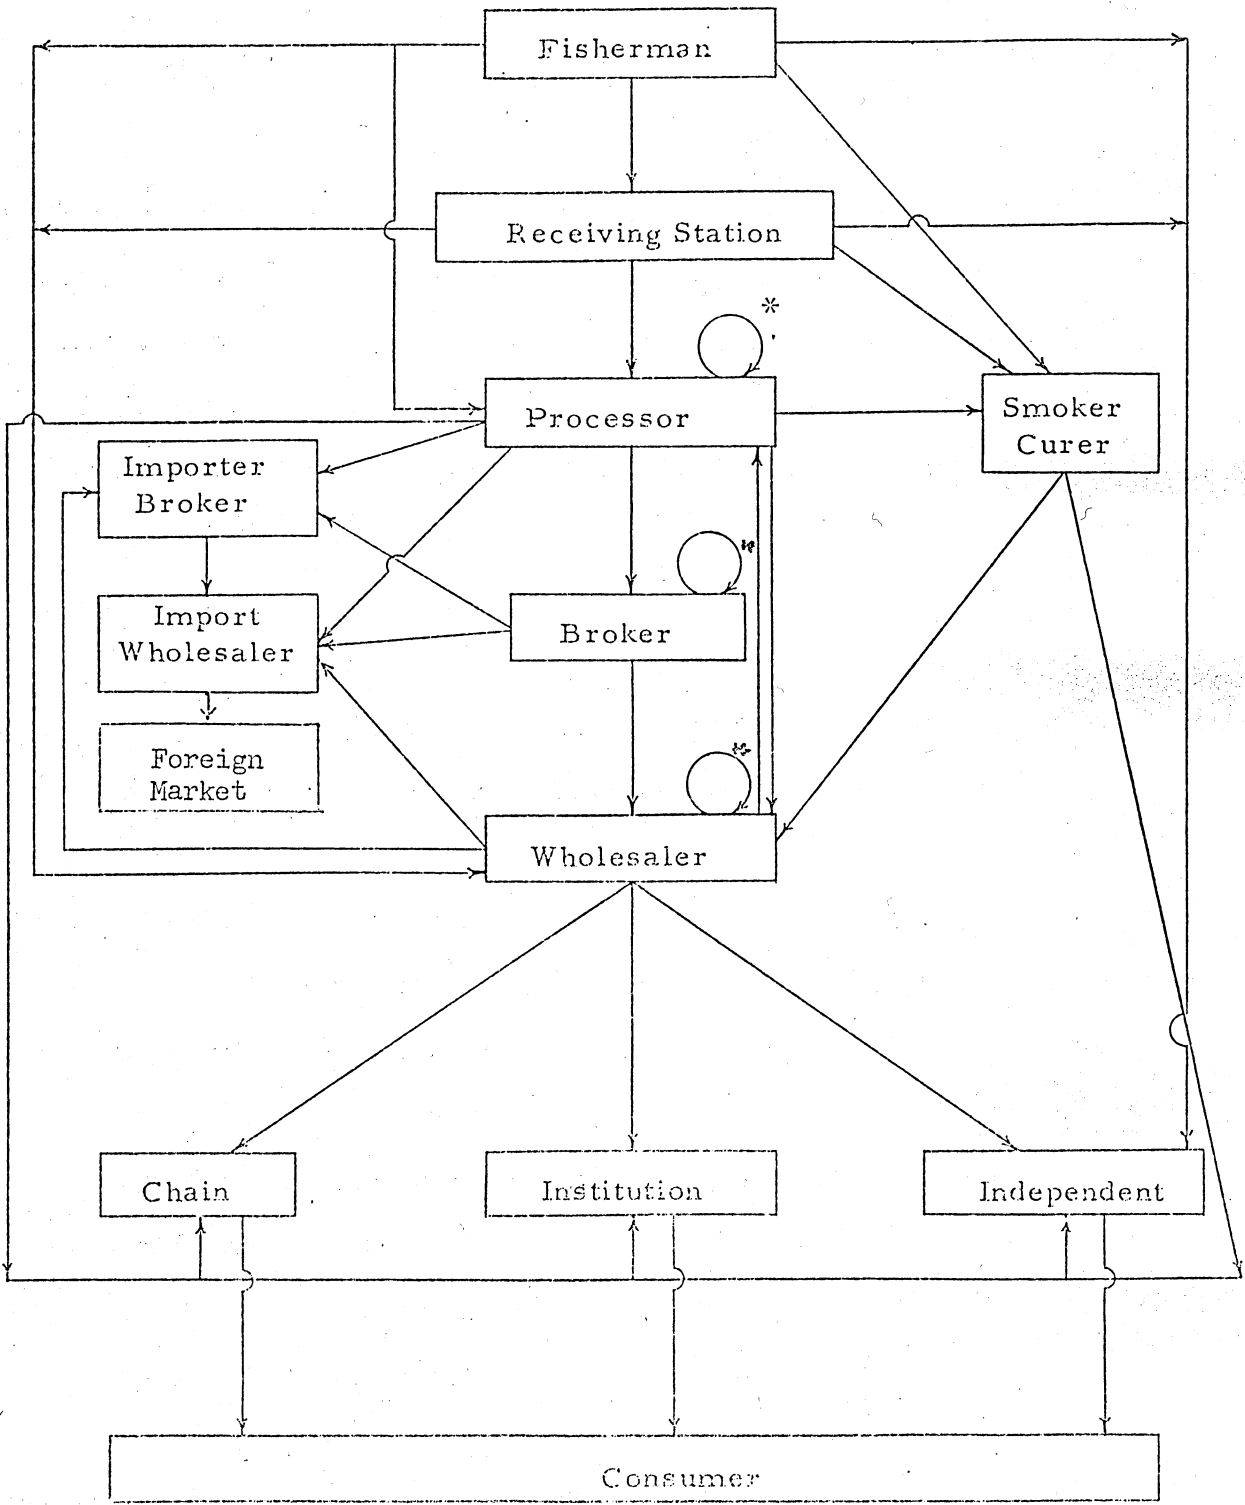 Fisherman
Receiving Station
*
Processor
Smoker
Curer
Importer
Broker
*
Import
Wholesaler
Broker
*
Foreign
Market
Wholesaler
Chain
Institution
Independent
Consumer